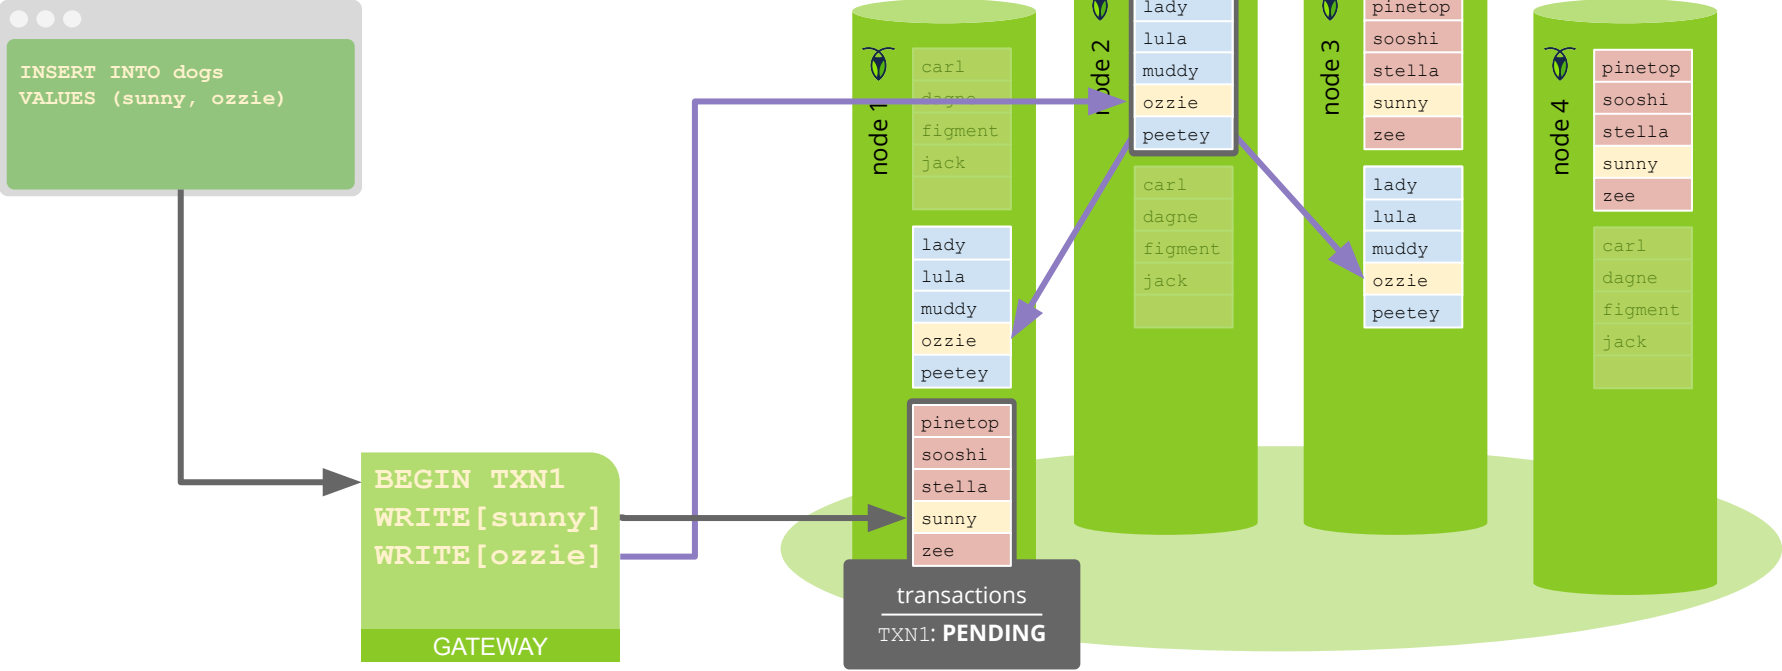 INSERT INTO dogs
VALUES (sunny, ozzie)
BEGIN TXN1
WRITE[sunny]
WRITE[ozzie]
GATEWAY
node 1
carl
dagne
figment
jack
lady
lula
muddy
ozzie
peetey
pinetop
sooshi
stella
sunny
zee
transactions
TXN1: PENDING
node 2
lady
lula
muddy
ozzie
peetey
carl
dagne
figment
jack
node 3
pinetop
sooshi
stella
sunny
zee
lady
lula
muddy
ozzie
peetey
node 4
pinetop
sooshi
stella
sunny
zee
carl
dagne
figment
jack